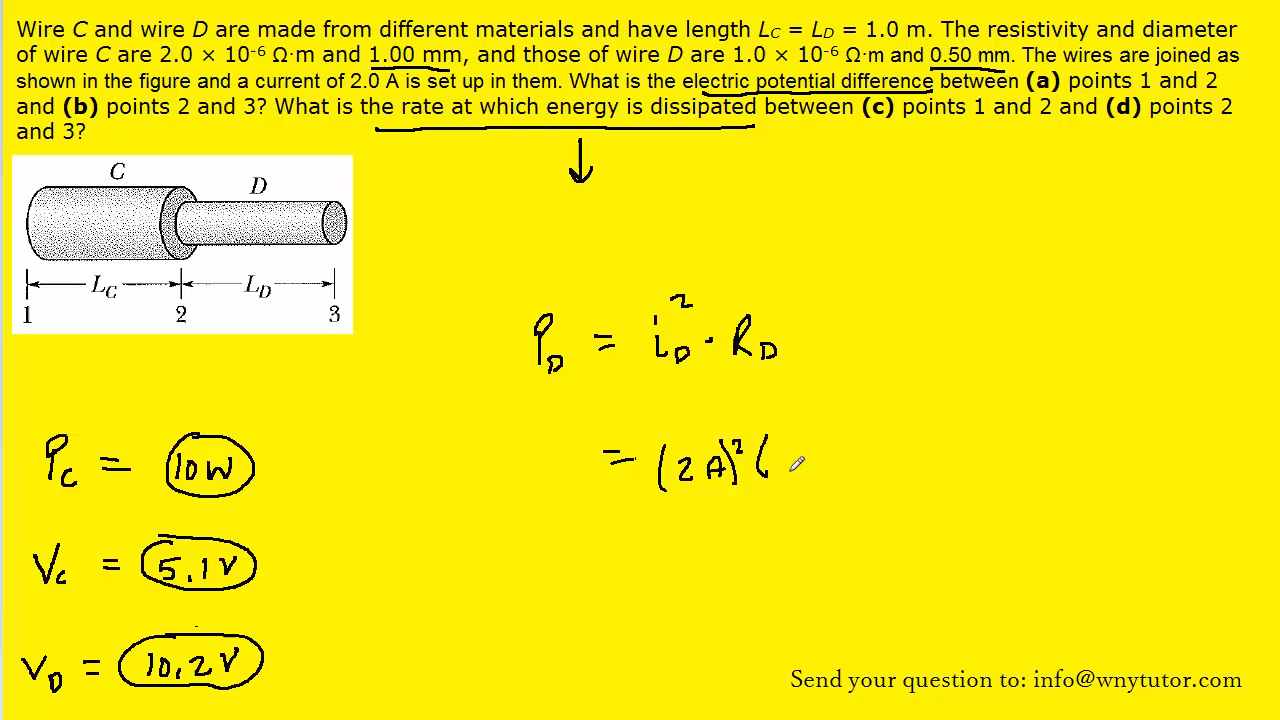 Wire C and wire D are made from different materials and have length L_C = L_D = 1.0 m. The resistivity and diameter
of wire C are 2.0 × 10⁻⁶ Ω·m and 1.00 mm, and those of wire D are 1.0 × 10⁻⁶ Ω·m and 0.50 mm. The wires are joined as
shown in the figure and a current of 2.0 A is set up in them. What is the electric potential difference between (a) points 1 and 2
and (b) points 2 and 3? What is the rate at which energy is dissipated between (c) points 1 and 2 and (d) points 2
and 3?
C
D
L_C
L_D
1
2
3
P_D = i_D² · R_D
= (2A)² (
P_C = 10W
V_C = 5.1V
V_D = 10.2V
Send your question to: info@wnytutor.com